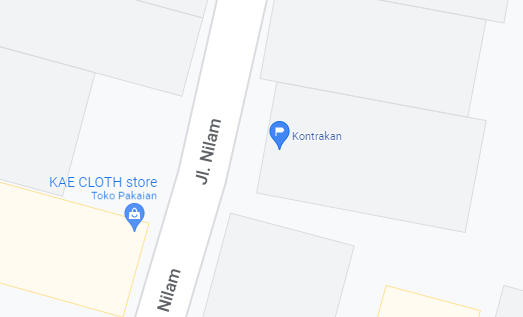 Jl. Nilam
Kontrakan
KAE CLOTH store
Toko Pakaian
Nilam